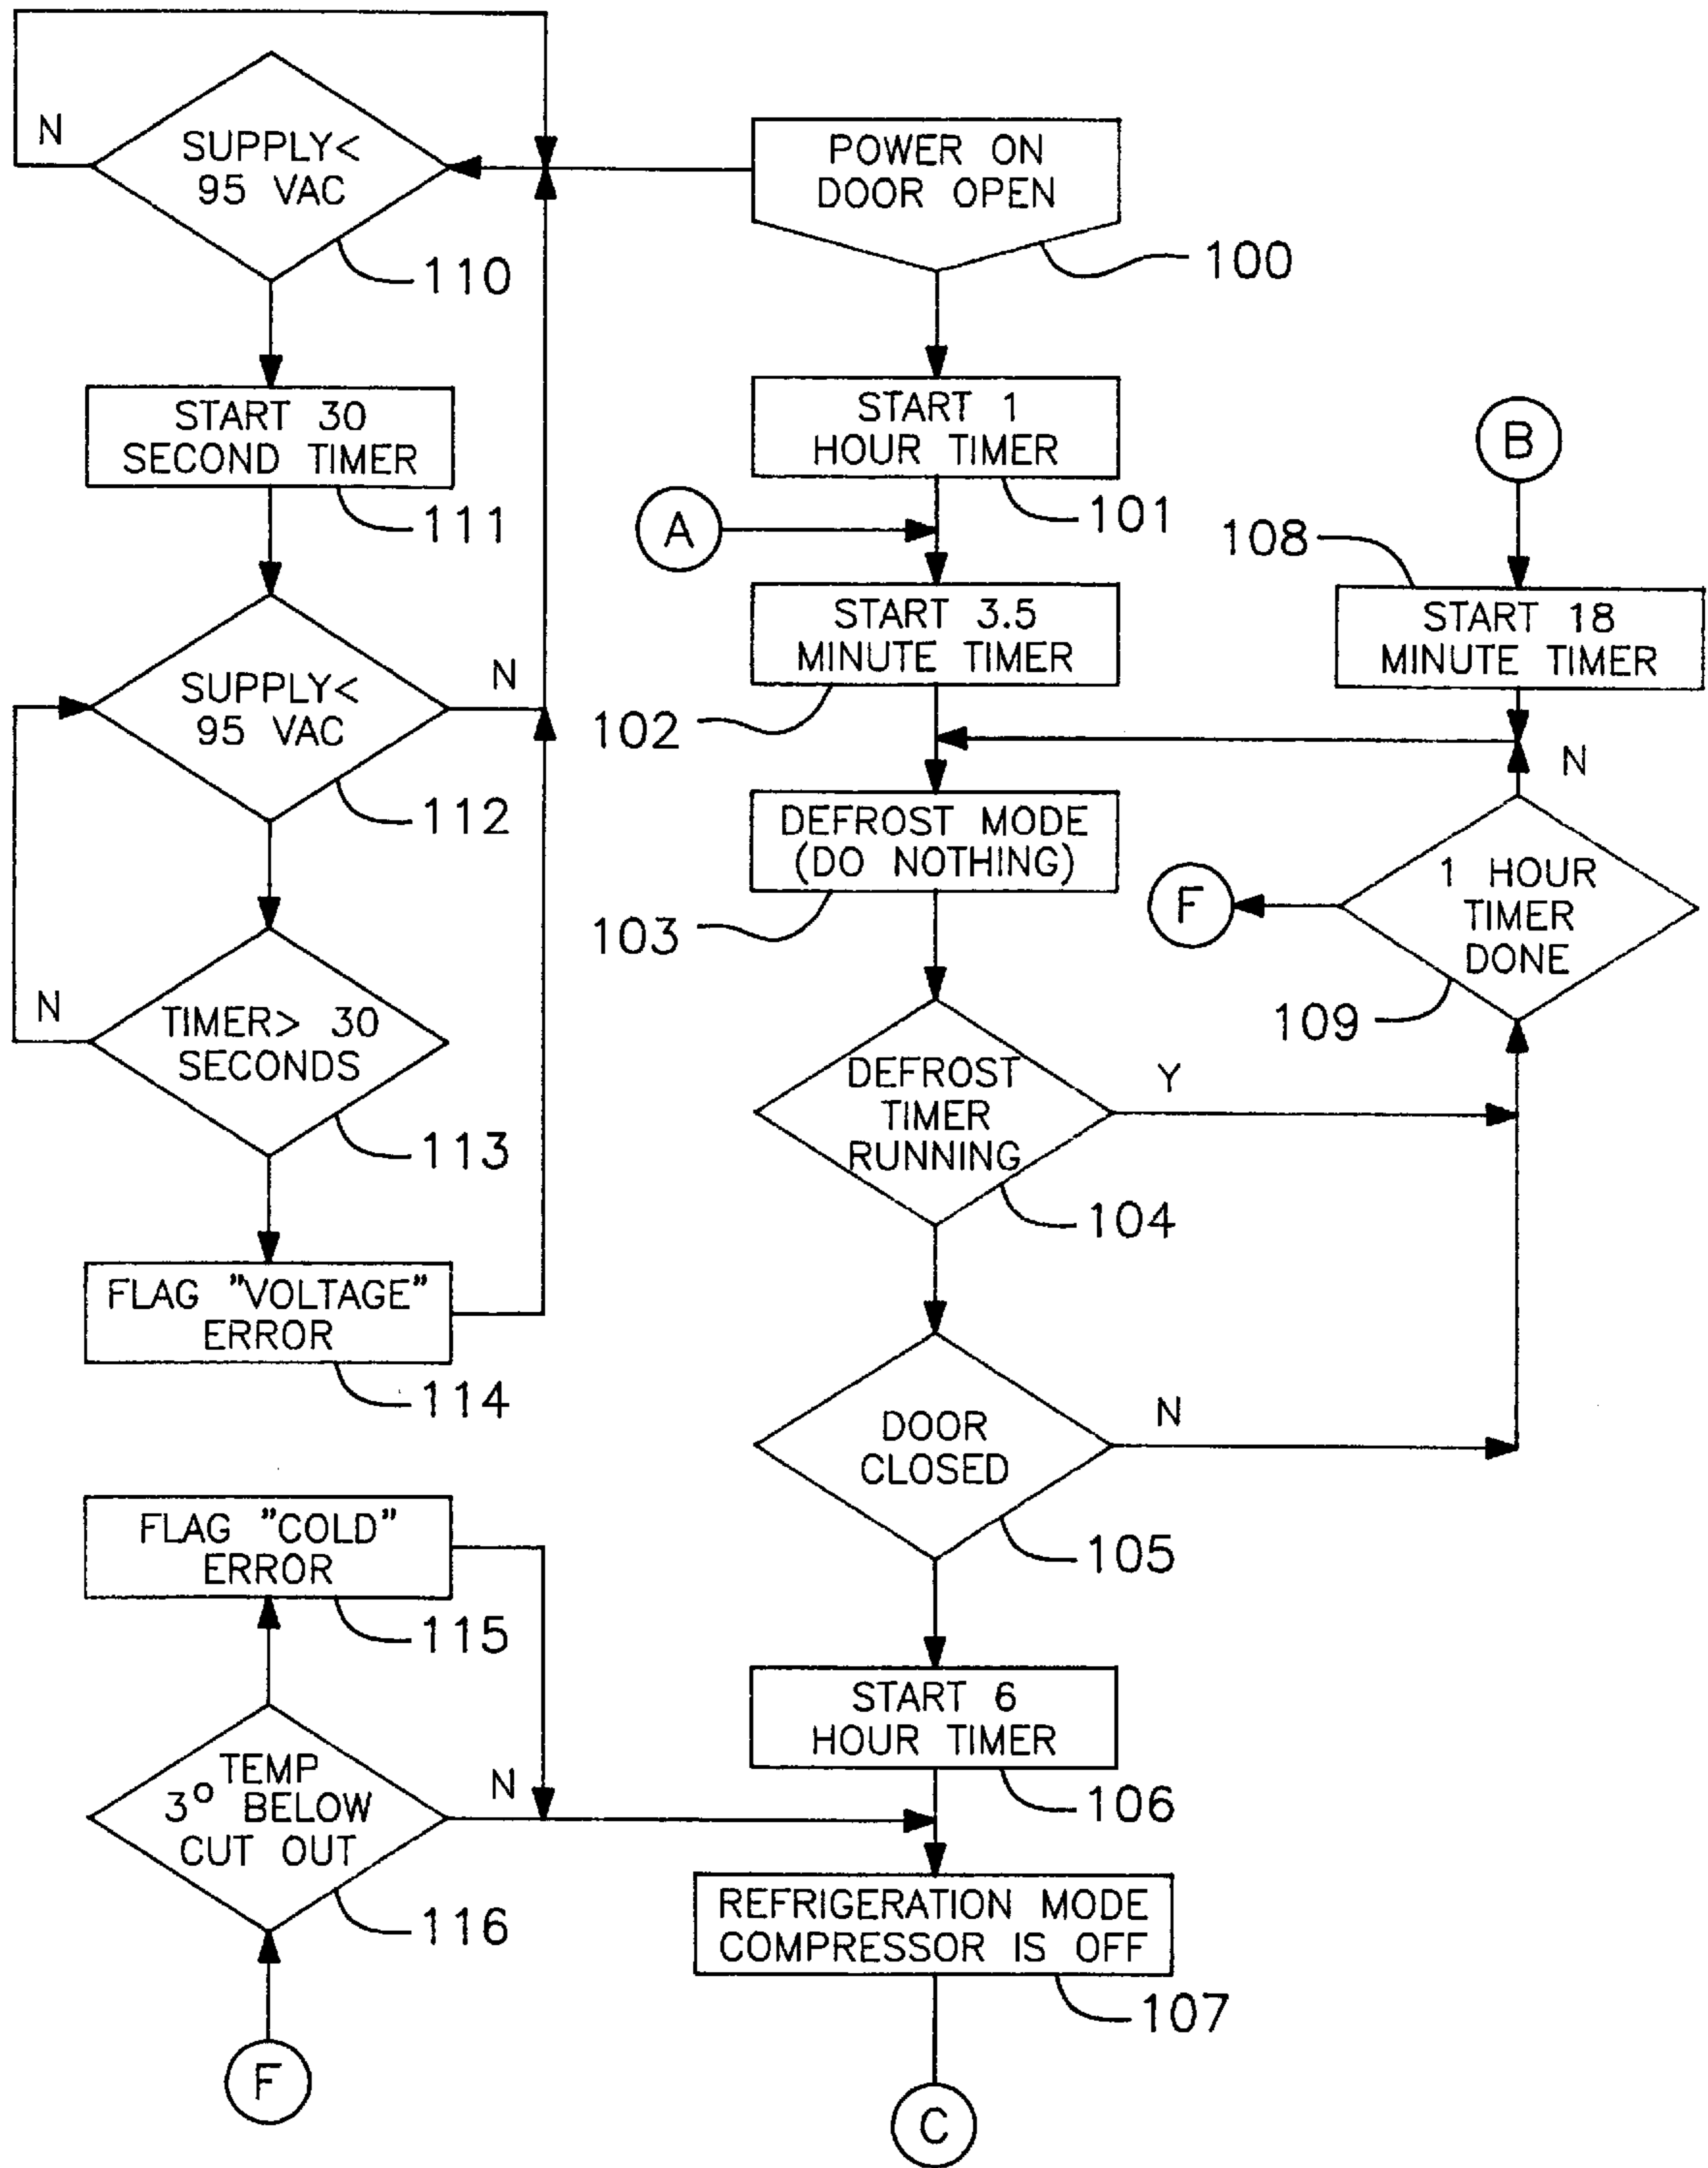 N
SUPPLY<
95 VAC
110
START 30
SECOND TIMER
111
SUPPLY<
95 VAC
N
112
N
TIMER> 30
SECONDS
113
FLAG "VOLTAGE"
ERROR
114
FLAG "COLD"
ERROR
115
TEMP
3° BELOW
CUT OUT
N
116
F
POWER ON
DOOR OPEN
100
START 1
HOUR TIMER
101
A
START 3.5
MINUTE TIMER
102
DEFROST MODE
(DO NOTHING)
103
DEFROST
TIMER
RUNNING
Y
104
DOOR
CLOSED
N
105
START 6
HOUR TIMER
106
REFRIGERATION MODE
COMPRESSOR IS OFF
107
C
B
108
START 18
MINUTE TIMER
N
1 HOUR
TIMER
DONE
F
109